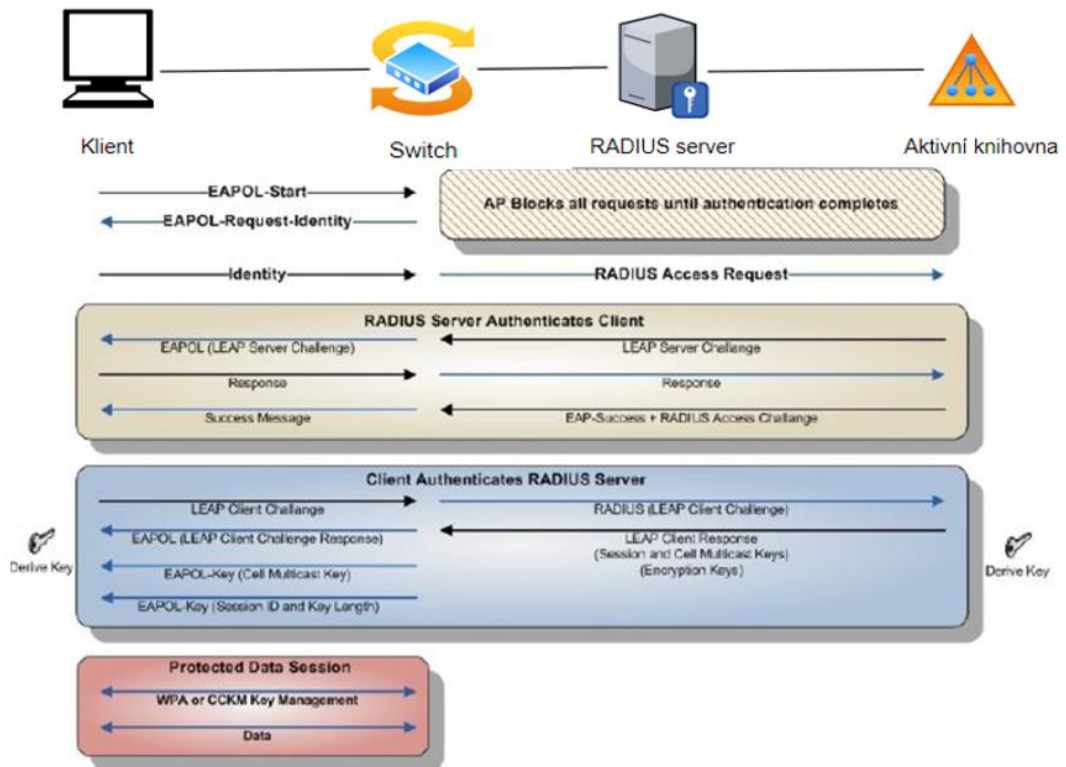 Klient
Switch
RADIUS server
Aktivní knihovna
EAPOL-Start
AP Blocks all requests until authentication completes
EAPOL-Request-Identity
Identity
RADIUS Access Request
RADIUS Server Authenticates Client
EAPOL (LEAP Server Challenge)
LEAP Server Challange
Response
Response
Success Message
EAP-Success + RADIUS Access Challange
Client Authenticates RADIUS Server
LEAP Client Challange
RADIUS (LEAP Client Challenge)
EAPOL (LEAP Client Challenge Response)
LEAP Client Response
(Session and Cell Multicast Keys)
(Encryption Keys)
Derive Key
Derive Key
EAPOL-Key (Cell Multicast Key)
EAPOL-Key (Session ID and Key Length)
Protected Data Session
WPA or CCKM Key Management
Data